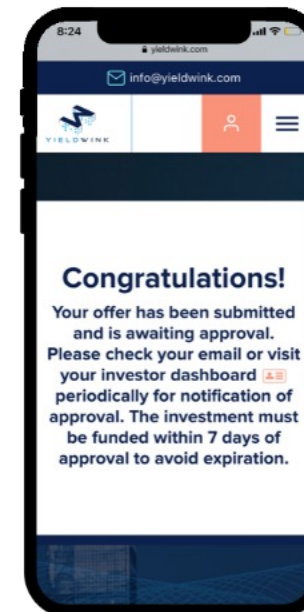 8:24
yieldwink.com
info@yieldwink.com
YIELDWINK
Congratulations!
Your offer has been submitted
and is awaiting approval.
Please check your email or visit
your investor dashboard
periodically for notification of
approval. The investment must
be funded within 7 days of
approval to avoid expiration.